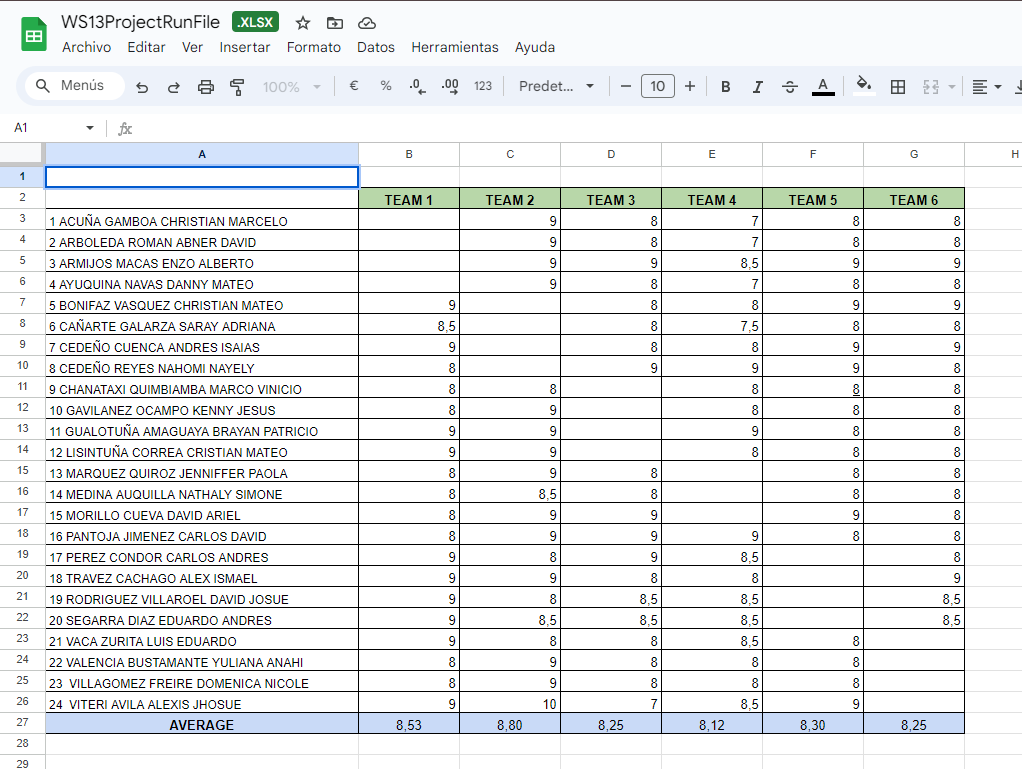 WS13ProjectRunFile .XLSX
Archivo Editar Ver Insertar Formato Datos Herramientas Ayuda
Menús 100% € % .0 .00 123 Predet... − 10 + B I S A
A1 fx
A B C D E F G H
1
2 TEAM 1 TEAM 2 TEAM 3 TEAM 4 TEAM 5 TEAM 6
3 1 ACUÑA GAMBOA CHRISTIAN MARCELO 9 8 7 8 8
4 2 ARBOLEDA ROMAN ABNER DAVID 9 8 7 8 8
5 3 ARMIJOS MACAS ENZO ALBERTO 9 9 8,5 9 9
6 4 AYUQUINA NAVAS DANNY MATEO 9 8 7 8 8
7 5 BONIFAZ VASQUEZ CHRISTIAN MATEO 9 8 8 9 9
8 6 CAÑARTE GALARZA SARAY ADRIANA 8,5 8 7,5 8 8
9 7 CEDEÑO CUENCA ANDRES ISAIAS 9 8 8 9 9
10 8 CEDEÑO REYES NAHOMI NAYELY 8 9 9 9 8
11 9 CHANATAXI QUIMBIAMBA MARCO VINICIO 8 8 8 8 8
12 10 GAVILANEZ OCAMPO KENNY JESUS 8 9 8 8 8
13 11 GUALOTUÑA AMAGUAYA BRAYAN PATRICIO 9 9 9 8 8
14 12 LISINTUÑA CORREA CRISTIAN MATEO 9 9 8 8 8
15 13 MARQUEZ QUIROZ JENNIFFER PAOLA 8 9 8 8 8
16 14 MEDINA AUQUILLA NATHALY SIMONE 8 8,5 8 8 8
17 15 MORILLO CUEVA DAVID ARIEL 8 9 9 9 8
18 16 PANTOJA JIMENEZ CARLOS DAVID 8 9 9 9 8 8
19 17 PEREZ CONDOR CARLOS ANDRES 9 8 9 8,5 8
20 18 TRAVEZ CACHAGO ALEX ISMAEL 9 9 8 8 9
21 19 RODRIGUEZ VILLAROEL DAVID JOSUE 9 8 8,5 8,5 8,5
22 20 SEGARRA DIAZ EDUARDO ANDRES 9 8,5 8,5 8,5 8,5
23 21 VACA ZURITA LUIS EDUARDO 9 8 8 8,5 8
24 22 VALENCIA BUSTAMANTE YULIANA ANAHI 8 9 8 8 8
25 23 VILLAGOMEZ FREIRE DOMENICA NICOLE 8 9 8 8 8
26 24 VITERI AVILA ALEXIS JHOSUE 9 10 7 8,5 9
27 AVERAGE 8,53 8,80 8,25 8,12 8,30 8,25
28
29